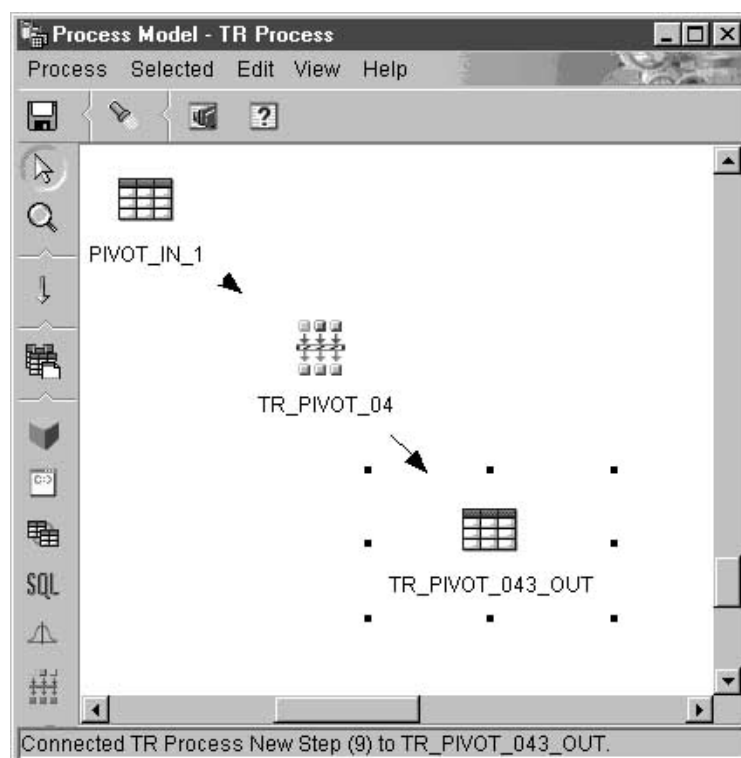 Process Model - TR Process
Process Selected Edit View Help
PIVOT_IN_1
TR_PIVOT_04
TR_PIVOT_043_OUT
C:>
SQL
Connected TR Process New Step (9) to TR_PIVOT_043_OUT.